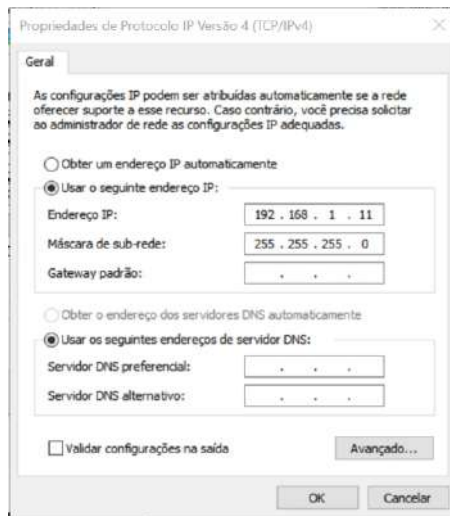 Propriedades de Protocolo IP Versão 4 (TCP/IPv4)
Geral
As configurações IP podem ser atribuídas automaticamente se a rede
oferecer suporte a esse recurso. Caso contrário, você precisa solicitar
ao administrador de rede as configurações IP adequadas.
Obter um endereço IP automaticamente
Usar o seguinte endereço IP:
Endereço IP: 192 . 168 . 1 . 11
Máscara de sub-rede: 255 . 255 . 255 . 0
Gateway padrão: . . .
Obter o endereço dos servidores DNS automaticamente
Usar os seguintes endereços de servidor DNS:
Servidor DNS preferencial: . . .
Servidor DNS alternativo: . . .
Validar configurações na saída
Avançado...
OK Cancelar